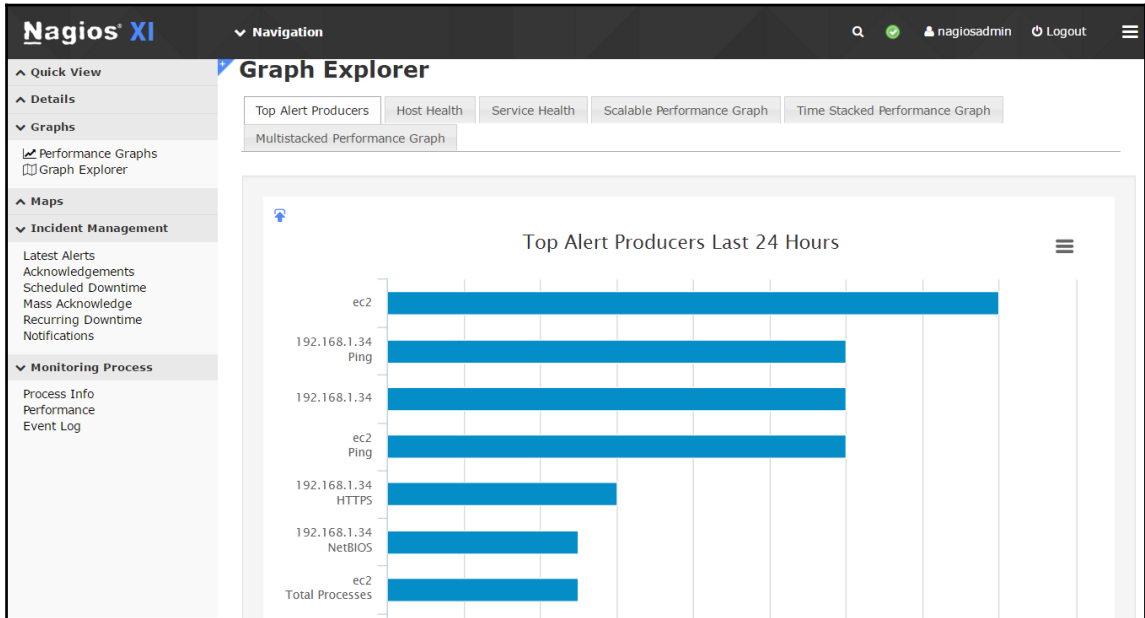 Nagios® XI
Navigation
nagiosadmin
Logout
Quick View
Details
Graphs
Performance Graphs
Graph Explorer
Maps
Incident Management
Latest Alerts
Acknowledgements
Scheduled Downtime
Mass Acknowledge
Recurring Downtime
Notifications
Monitoring Process
Process Info
Performance
Event Log
Graph Explorer
Top Alert Producers
Host Health
Service Health
Scalable Performance Graph
Time Stacked Performance Graph
Multistacked Performance Graph
Top Alert Producers Last 24 Hours
ec2
192.168.1.34
Ping
192.168.1.34
ec2
Ping
192.168.1.34
HTTPS
192.168.1.34
NetBIOS
ec2
Total Processes